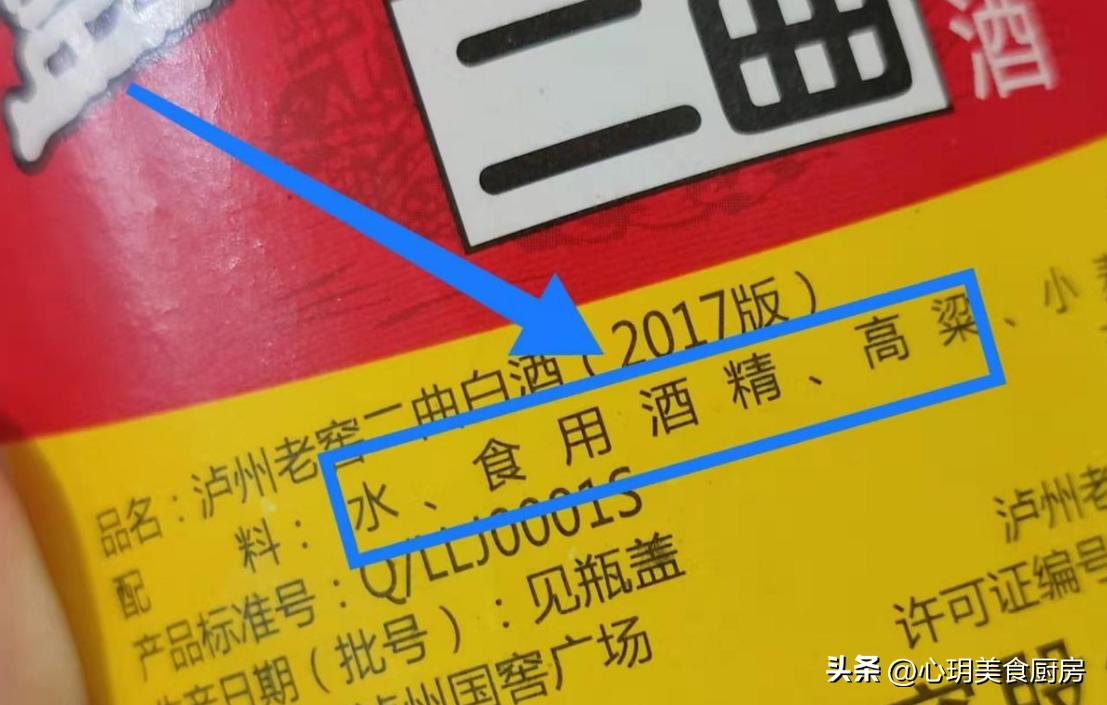 二曲
酒
品名：泸州老窖二曲白酒（2017版）
配料：水、食用酒精、高粱、小
产品标准号：Q/LLJ0001S
生产日期（批号）：见瓶盖
泸州老
泸州国窖广场
许可证编号
头条 @心玥美食厨房